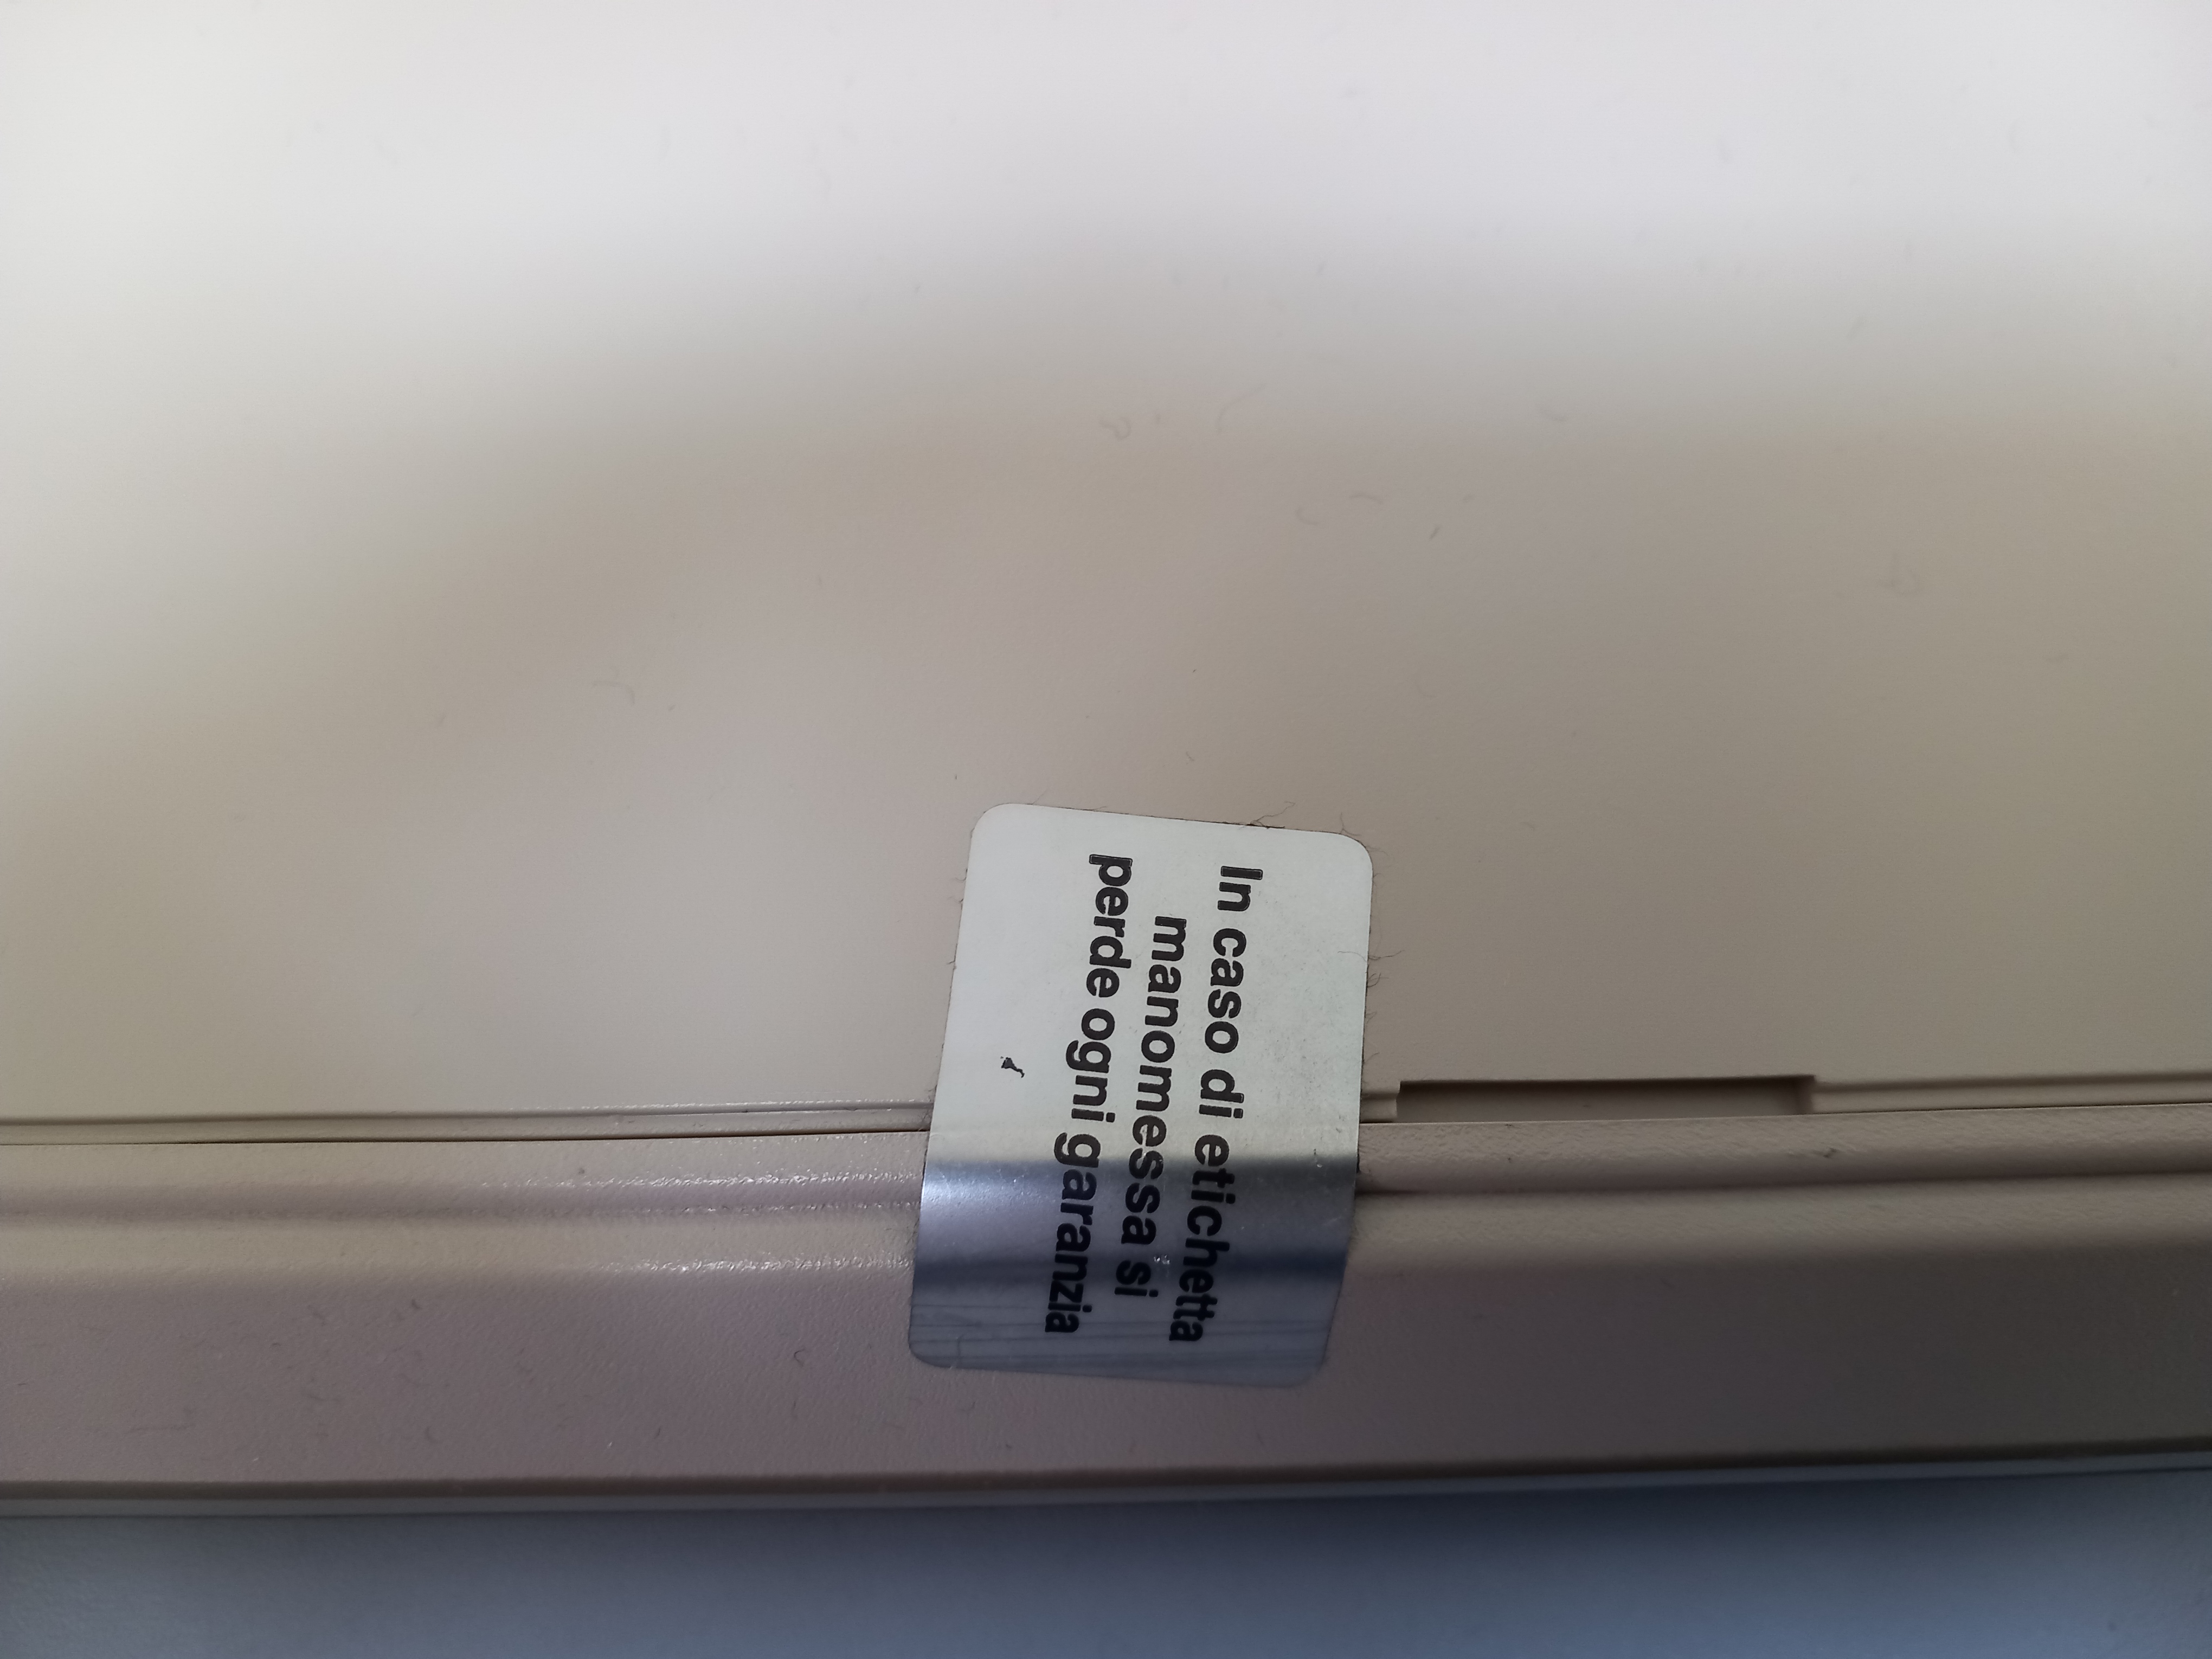 In caso di etichetta
manomessa si
perde ogni garanzia